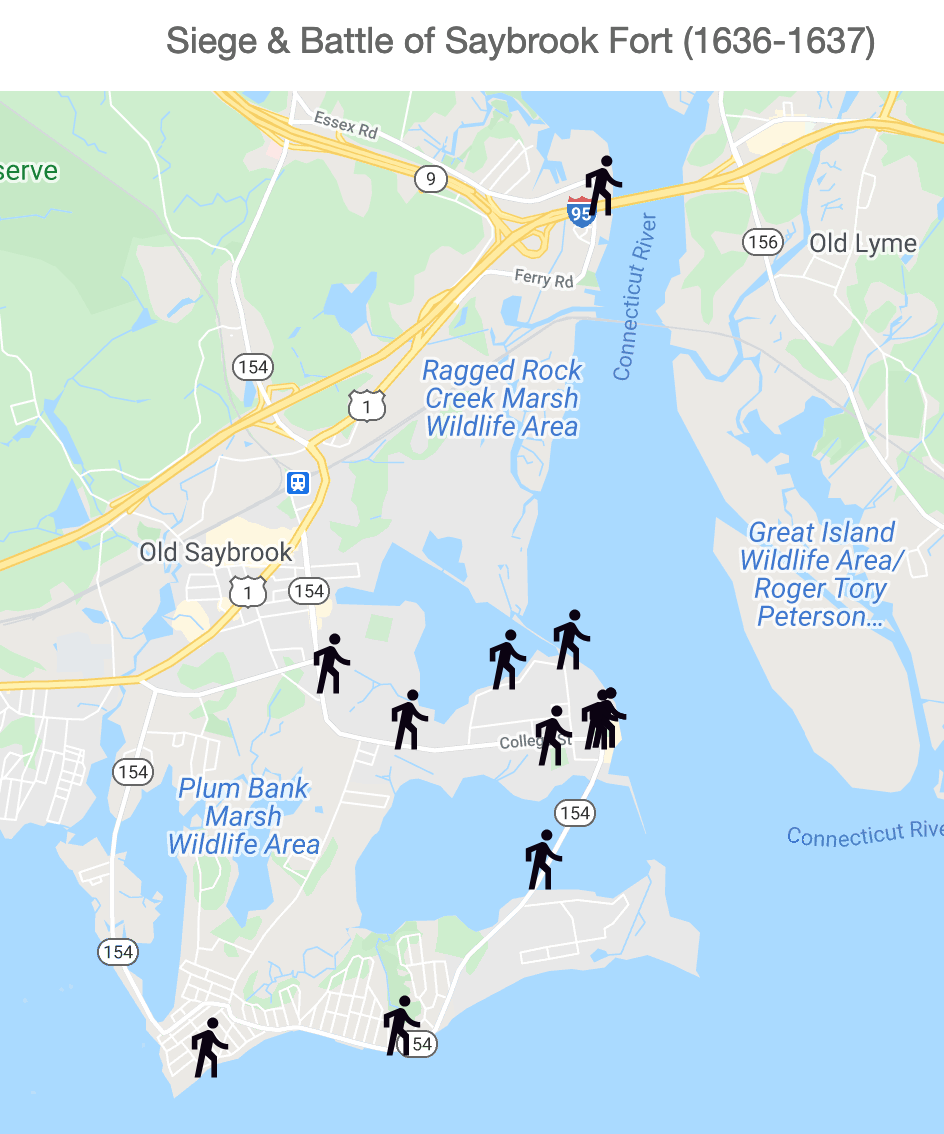 Siege & Battle of Saybrook Fort (1636-1637)
Essex Rd
serve
9
95
156
Old Lyme
Connecticut River
Ferry Rd
154
Ragged Rock
Creek Marsh
Wildlife Area
1
Great Island
Wildlife Area/
Roger Tory
Peterson...
Old Saybrook
1
154
College St
154
Plum Bank
Marsh
Wildlife Area
154
Connecticut Rive
154
54